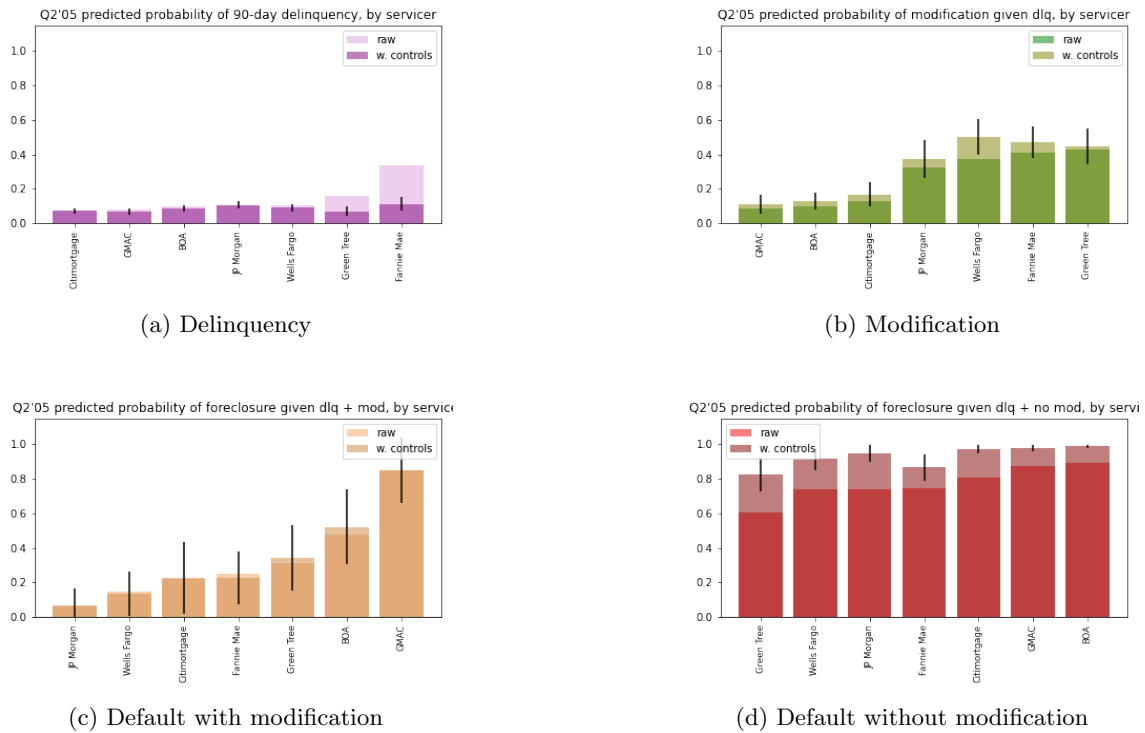 Q2'05 predicted probability of 90-day delinquency, by servicer
raw
w. controls
1.0
0.8
0.6
0.4
0.2
0.0
Citimortgage
GMAC
BOA
JP Morgan
Wells Fargo
Green Tree
Fannie Mae
(a) Delinquency
Q2'05 predicted probability of modification given dlq, by servicer
raw
w. controls
1.0
0.8
0.6
0.4
0.2
0.0
GMAC
BOA
Citimortgage
JP Morgan
Wells Fargo
Fannie Mae
Green Tree
(b) Modification
Q2'05 predicted probability of foreclosure given dlq + mod, by service
raw
w. controls
1.0
0.8
0.6
0.4
0.2
0.0
JP Morgan
Wells Fargo
Citimortgage
Fannie Mae
Green Tree
BOA
GMAC
(c) Default with modification
Q2'05 predicted probability of foreclosure given dlq + no mod, by servi
raw
w. controls
1.0
0.8
0.6
0.4
0.2
0.0
Green Tree
Wells Fargo
JP Morgan
Fannie Mae
Citimortgage
GMAC
BOA
(d) Default without modification